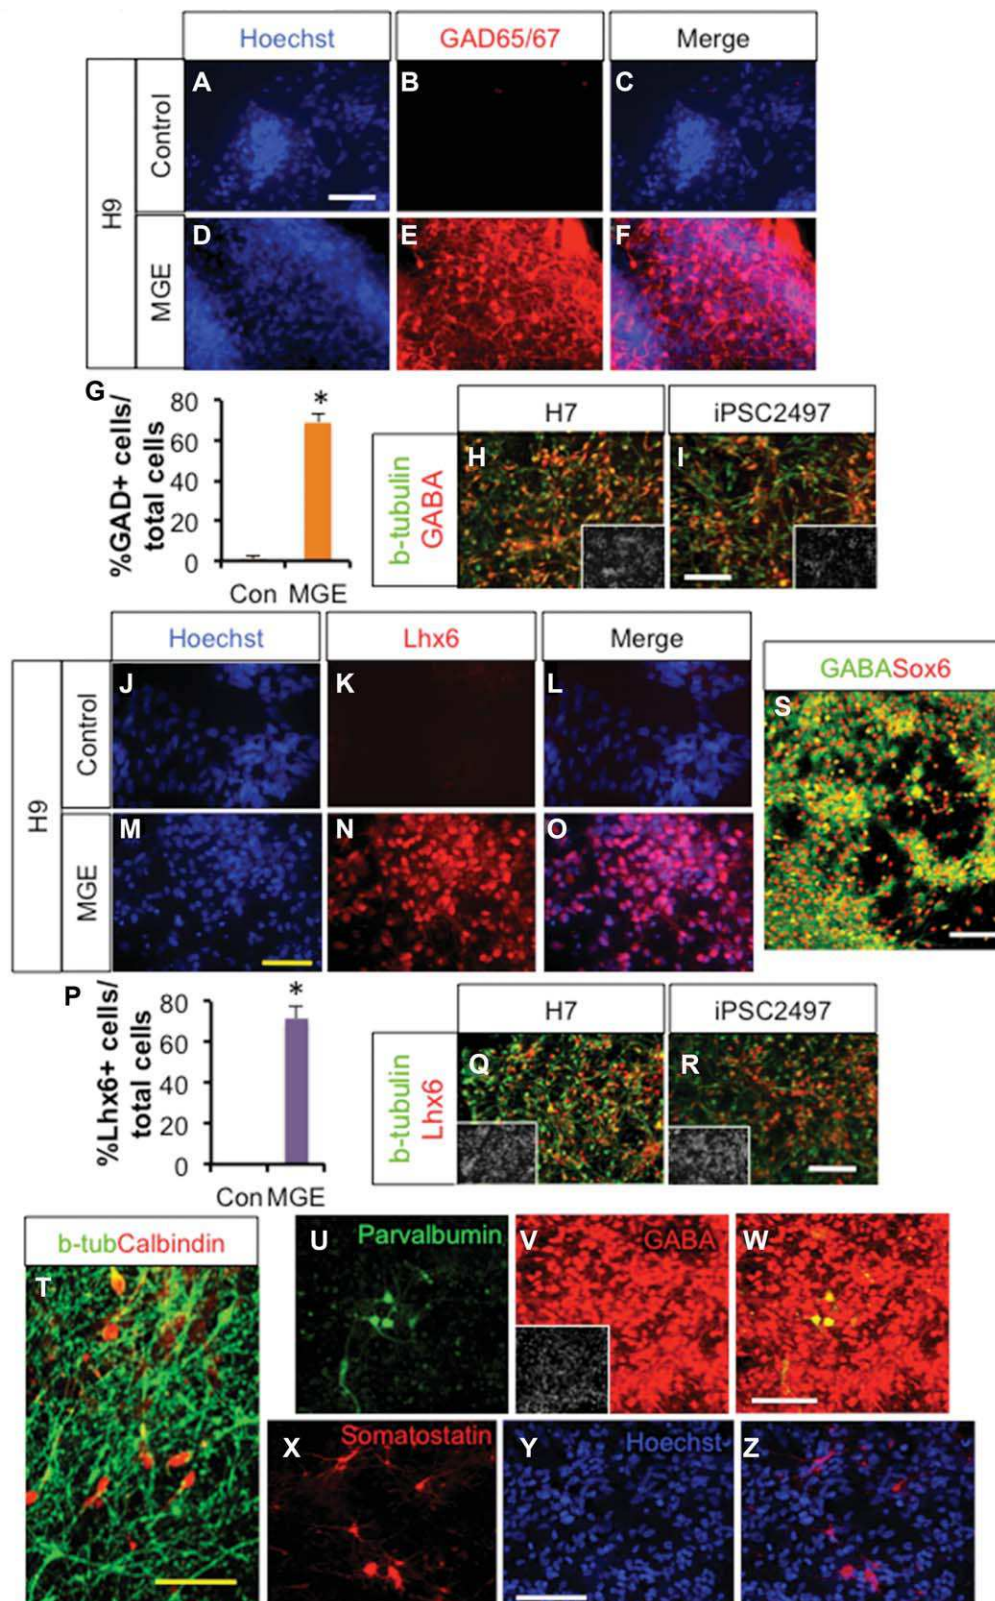 Hoechst GAD65/67 Merge
H9
Control
A B C
MGE
D E F
G
%GAD+ cells/
total cells
80
60
40
20
0
*
Con MGE
H7 iPSC2497
b-tubulin
GABA
H I
Hoechst Lhx6 Merge
H9
Control
J K L
MGE
M N O
GABASox6
S
P
%Lhx6+ cells/
total cells
80
60
40
20
0
*
Con MGE
H7 iPSC2497
b-tubulin
Lhx6
Q R
b-tubCalbindin
T
U Parvalbumin V GABA W
X Somatostatin Y Hoechst Z